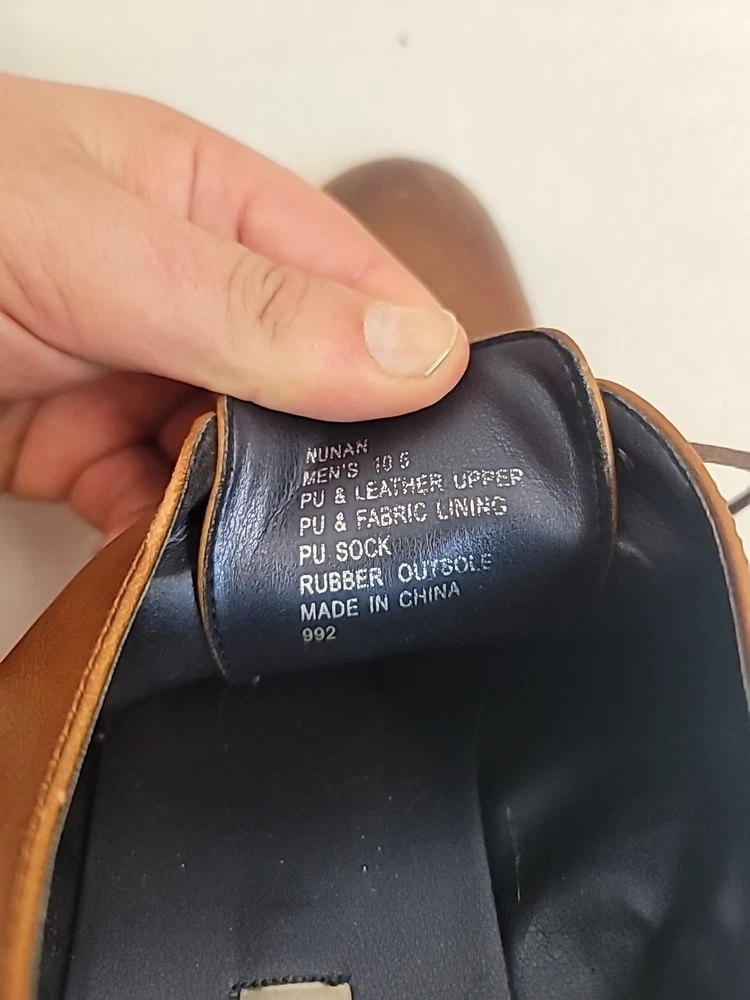 NUNAN
MEN'S 10 5
PU & LEATHER UPPER
PU & FABRIC LINING
PU SOCK
RUBBER OUTSOLE
MADE IN CHINA
992